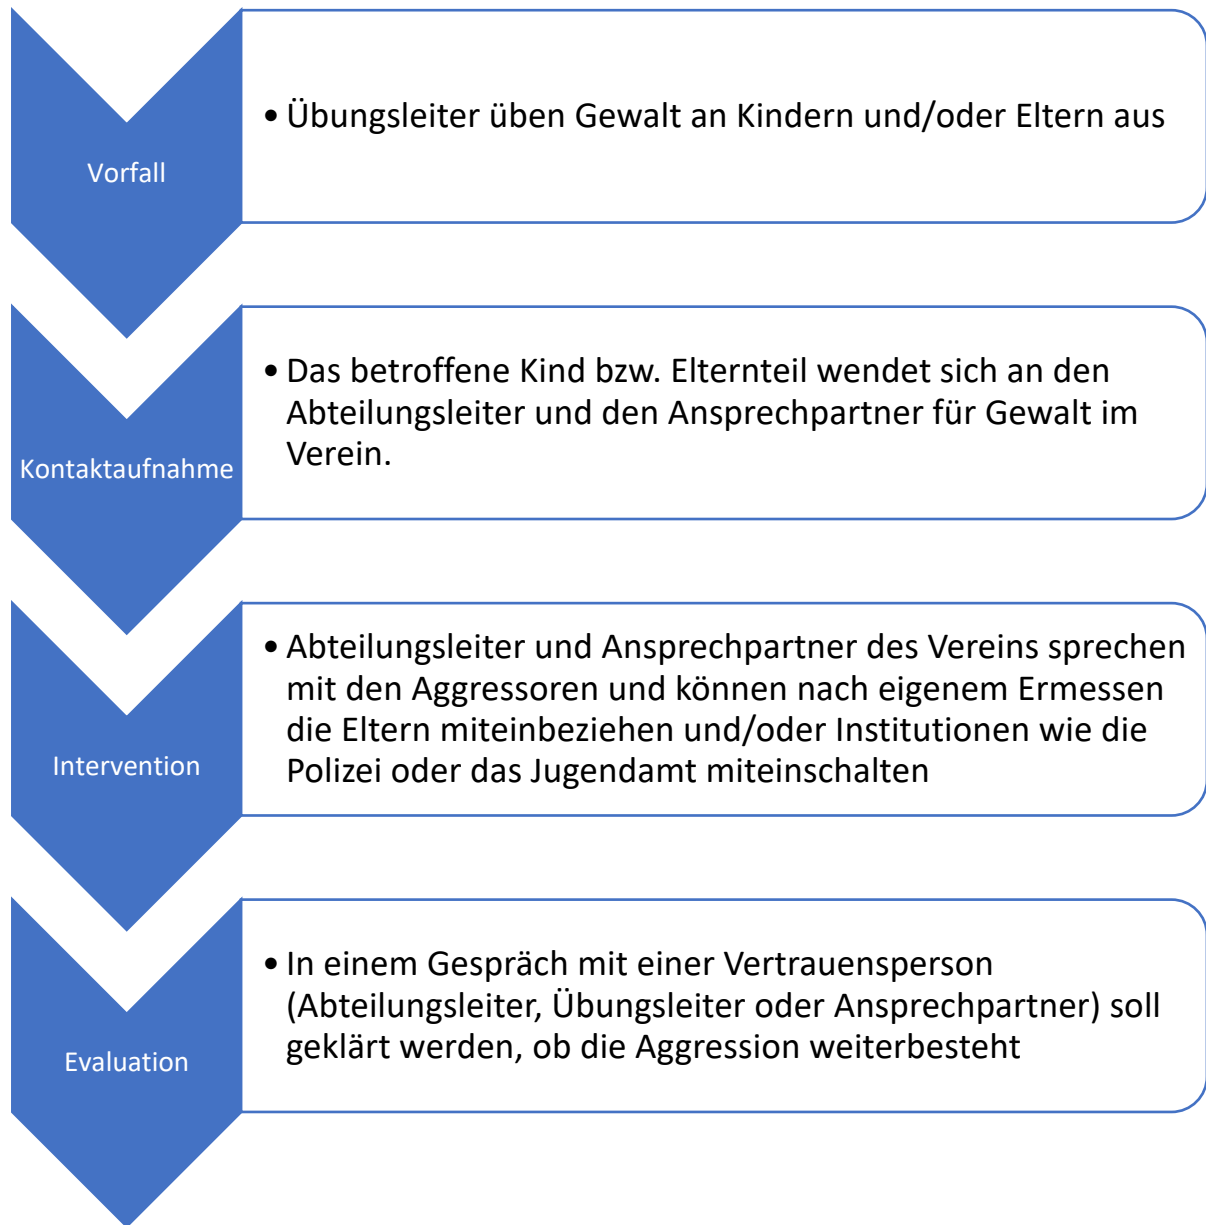 Vorfall
• Übungsleiter üben Gewalt an Kindern und/oder Eltern aus
Kontaktaufnahme
• Das betroffene Kind bzw. Elternteil wendet sich an den
Abteilungsleiter und den Ansprechpartner für Gewalt im
Verein.
Intervention
• Abteilungsleiter und Ansprechpartner des Vereins sprechen
mit den Aggressoren und können nach eigenem Ermessen
die Eltern miteinbeziehen und/oder Institutionen wie die
Polizei oder das Jugendamt miteinschalten
Evaluation
• In einem Gespräch mit einer Vertrauensperson
(Abteilungsleiter, Übungsleiter oder Ansprechpartner) soll
geklärt werden, ob die Aggression weiterbesteht